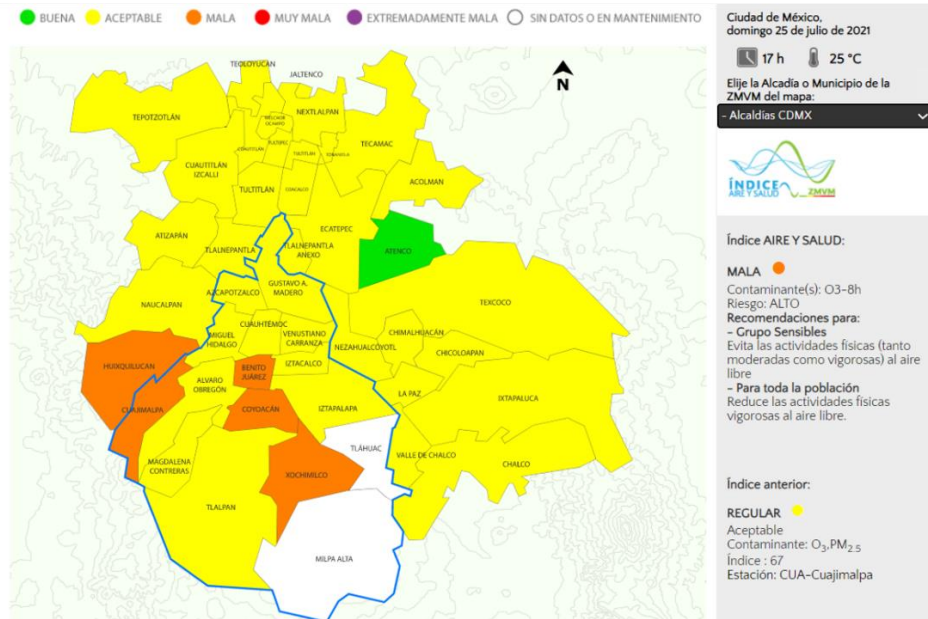 BUENA
ACEPTABLE
MALA
MUY MALA
EXTREMADAMENTE MALA
SIN DATOS O EN MANTENIMIENTO
N
TEOLOYUCAN
JALTENCO
TEPOTZOTLÁN
NEXTLALPAN
MELCHOR
OCAMPO
TECAMAC
CUAUTITLÁN
TULTEPEC
TULTITLÁN
CUAUTITLÁN
IZCALLI
ACOLMAN
TULTITLÁN
COACALCO
ECATEPEC
ATIZAPÁN
TLALNEPANTLA
TLALNEPANTLA
ANEXO
ATENCO
GUSTAVO A.
MADERO
AZCAPOTZALCO
NAUCALPAN
TEXCOCO
CUAUHTÉMOC
MIGUEL
HIDALGO
VENUSTIANO
CARRANZA
CHIMALHUACÁN
NEZAHUALCOYOTL
CHICOLOAPAN
HUIXQUILUCAN
BENITO
JUÁREZ
IZTACALCO
ALVARO
OBREGÓN
LA PAZ
IXTAPALUCA
CUAJIMALPA
COYOACÁN
IZTAPALAPA
TLÁHUAC
VALLE DE CHALCO
CHALCO
MAGDALENA
CONTRERAS
XOCHIMILCO
TLALPAN
MILPA ALTA
Ciudad de México,
domingo 25 de julio de 2021
17 h
25 °C
Elije la Alcadía o Municipio de la
ZMVM del mapa:
- Alcaldías CDMX
ÍNDICE
AIRE Y SALUD
ZMVM
Índice AIRE Y SALUD:
MALA
Contaminante(s): O3-8h
Riesgo: ALTO
Recomendaciones para:
- Grupo Sensibles
Evita las actividades físicas (tanto
moderadas como vigorosas) al aire
libre
- Para toda la población
Reduce las actividades físicas
vigorosas al aire libre.
Índice anterior:
REGULAR
Aceptable
Contaminante: O3,PM2.5
Índice : 67
Estación: CUA-Cuajimalpa